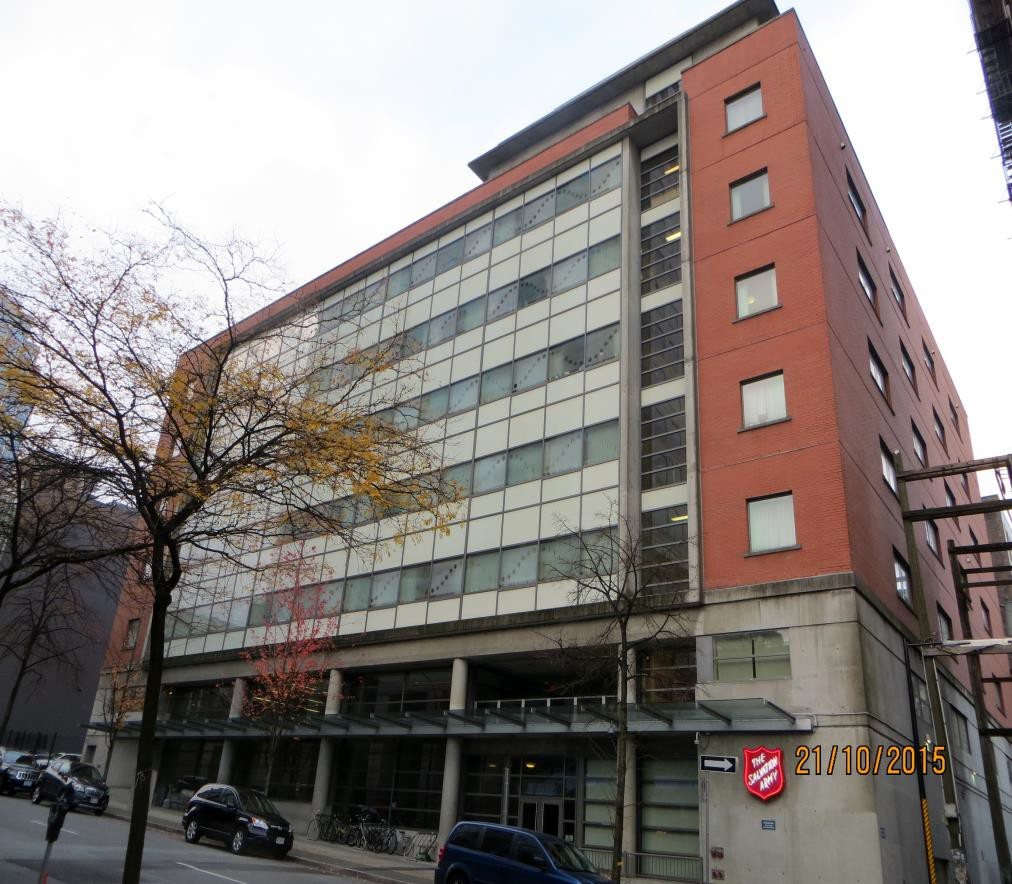 THE
SALVATION
ARMY
21/10/2015